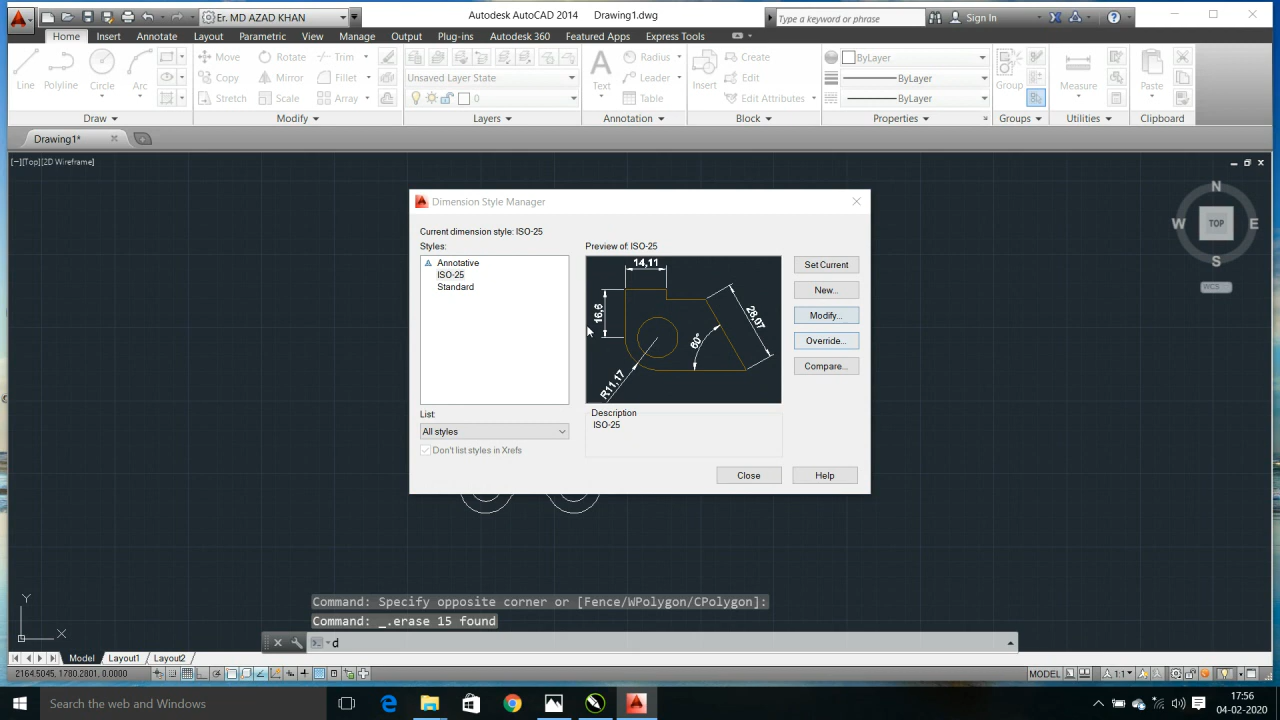 Er. MD AZAD KHAN
Autodesk AutoCAD 2014 Drawing1.dwg
Type a keyword or phrase
Sign In
Home Insert Annotate Layout Parametric View Manage Output Plug-ins Autodesk 360 Featured Apps Express Tools
Line
Polyline
Circle
Arc
Draw
Move
Rotate
Trim
Copy
Mirror
Fillet
Stretch
Scale
Array
Modify
Unsaved Layer State
0
Layers
Text
Radius
Leader
Table
Annotation
Insert
Create
Edit
Edit Attributes
Block
ByLayer
ByLayer
ByLayer
Properties
Group
Groups
Measure
Utilities
Paste
Clipboard
Drawing1*
[−][Top][2D Wireframe]
N
W TOP E
S
WCS
Dimension Style Manager
Current dimension style: ISO-25
Styles:
Annotative
ISO-25
Standard
Preview of: ISO-25
14,11
16,6
28,07
60°
R11,17
Set Current
New...
Modify...
Override...
Compare...
List:
All styles
Don't list styles in Xrefs
Description
ISO-25
Close
Help
Command: Specify opposite corner or [Fence/WPolygon/CPolygon]:
Command: _.erase 15 found
d
Y
X
Model Layout1 Layout2
2164.5045, 1780.2801, 0.0000
MODEL
1:1
Search the web and Windows
17:56
04-02-2020